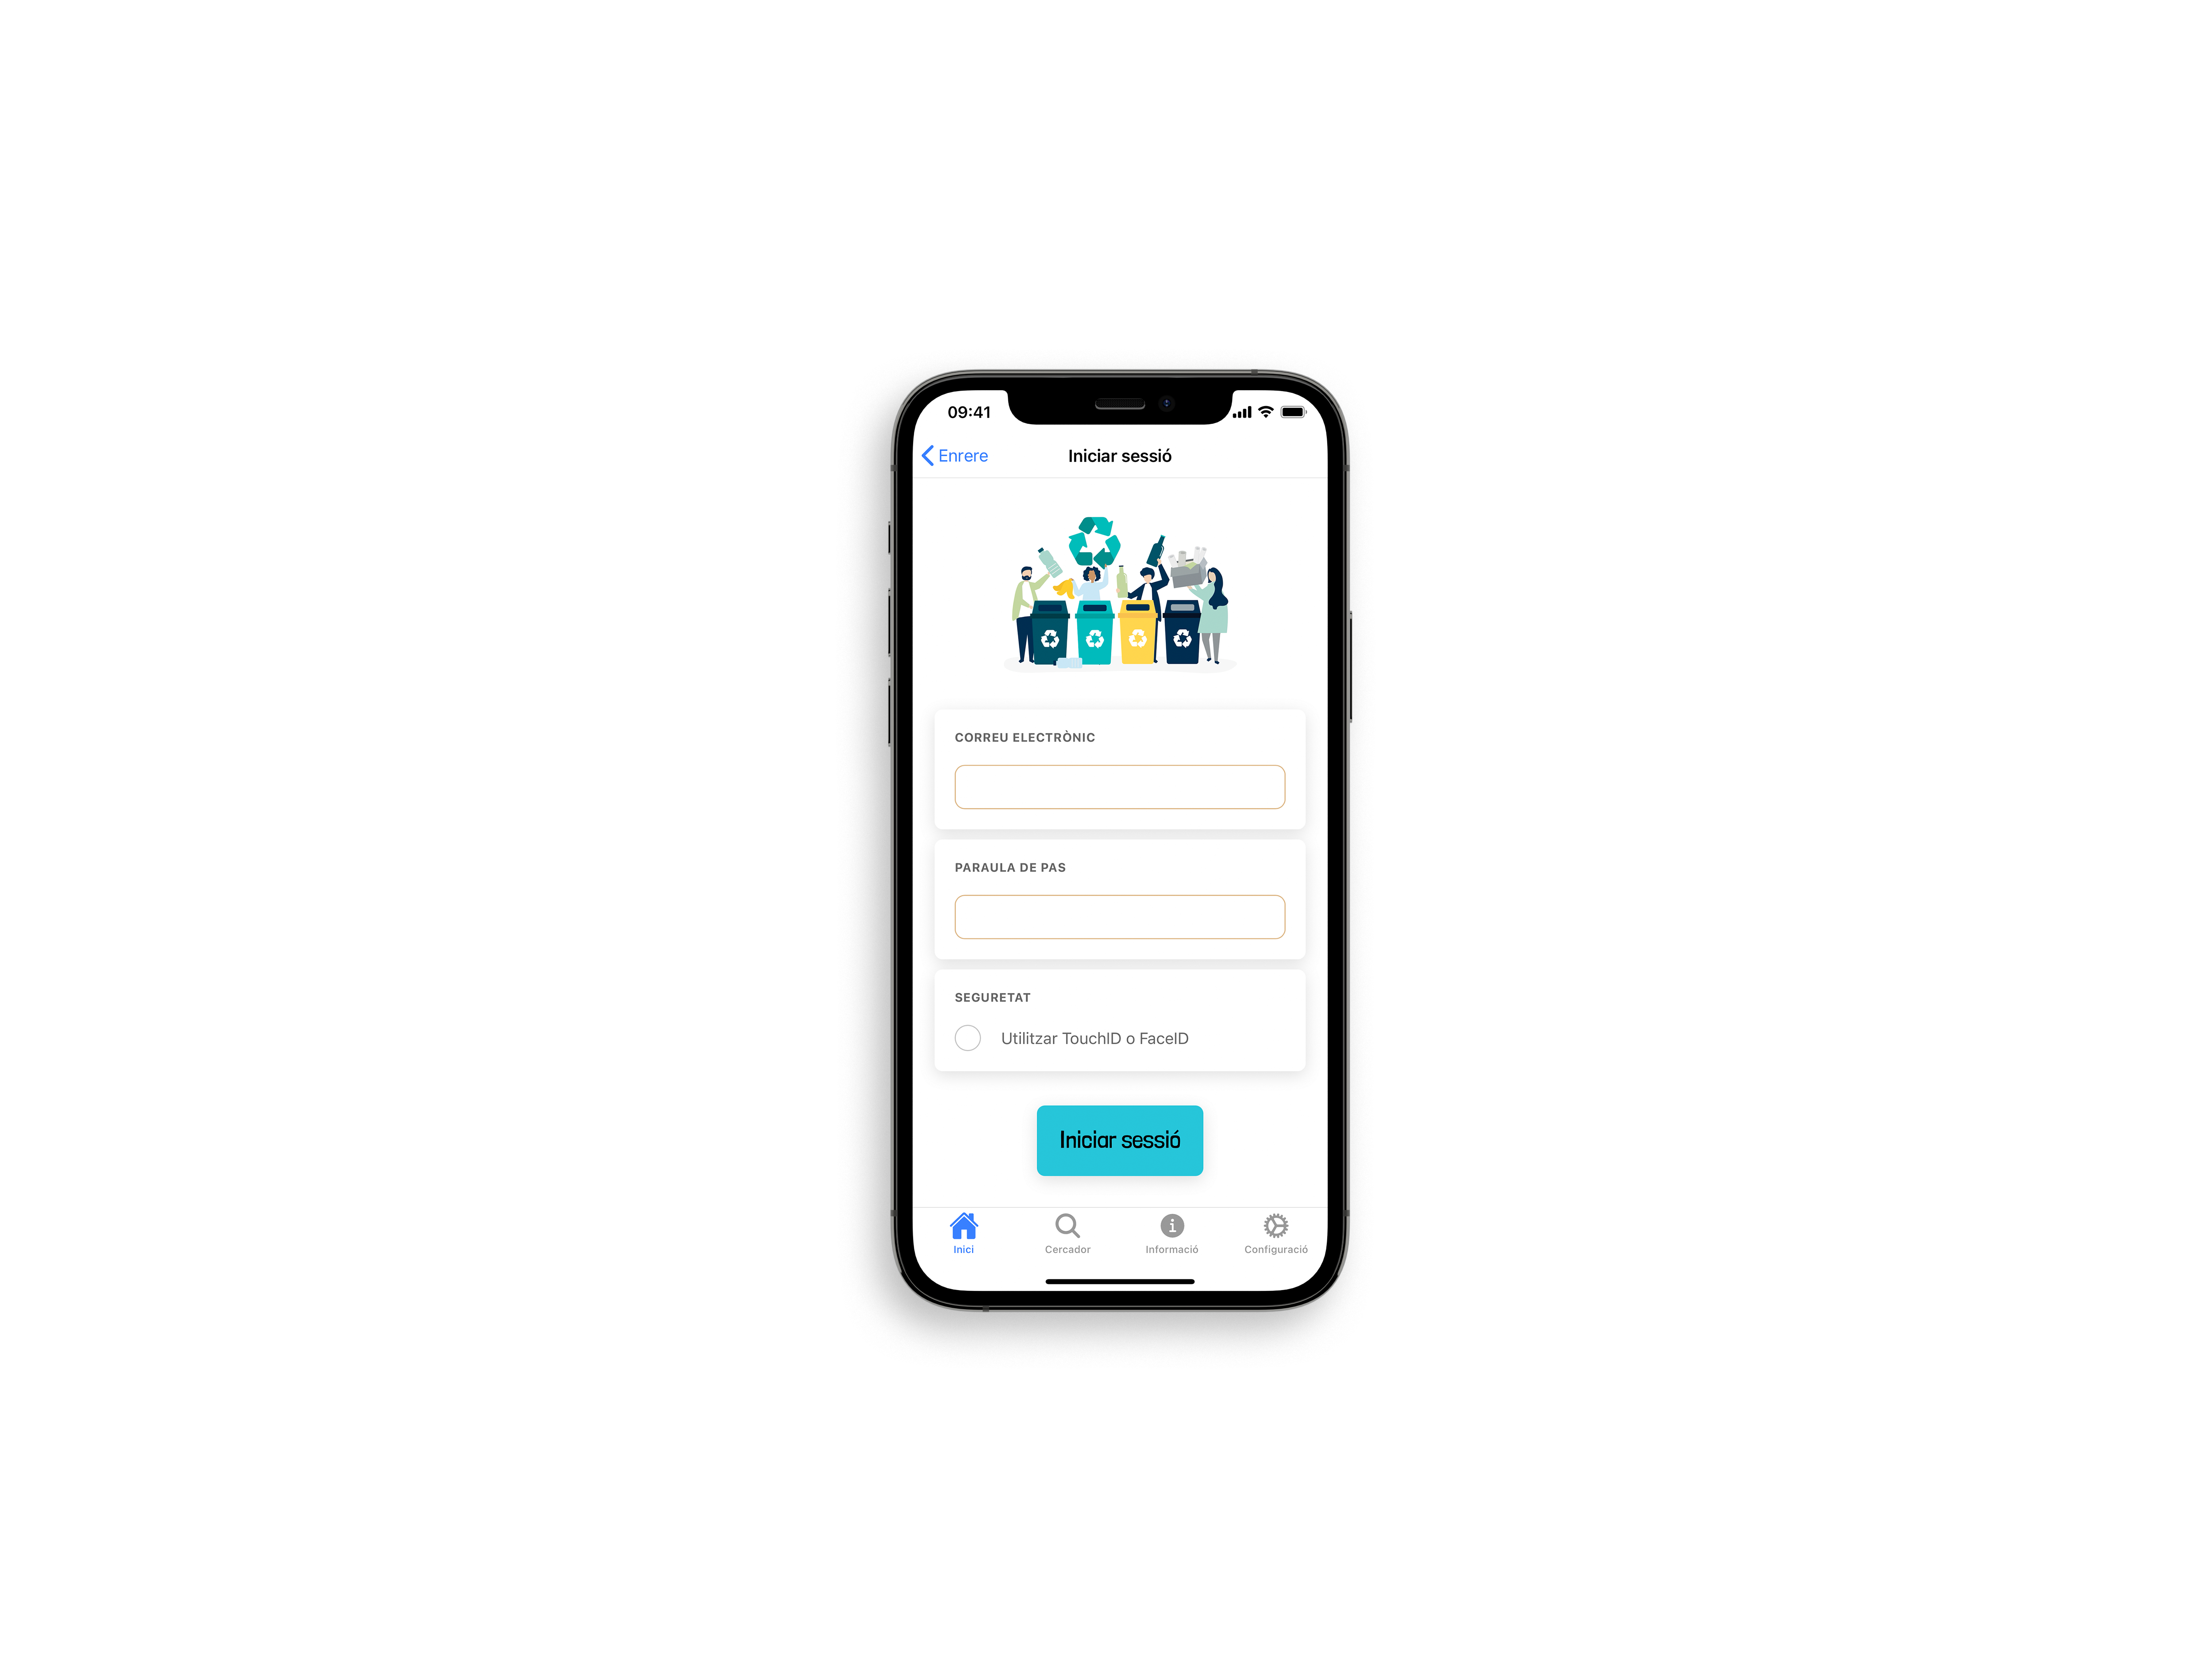 09:41
Enrere
Iniciar sessió
CORREU ELECTRÒNIC
PARAULA DE PAS
SEGURETAT
Utilitzar TouchID o FaceID
Iniciar sessió
Inici
Cercador
Informació
Configuració